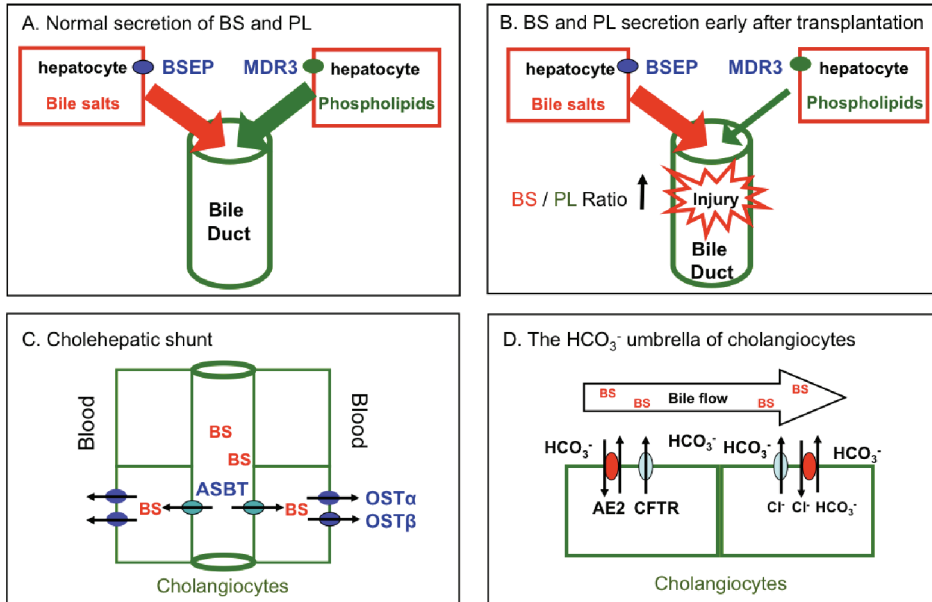 A. Normal secretion of BS and PL
hepatocyte BSEP MDR3 hepatocyte
Bile salts Phospholipids
Bile
Duct
B. BS and PL secretion early after transplantation
hepatocyte BSEP MDR3 hepatocyte
Bile salts Phospholipids
BS / PL Ratio Injury
Bile
Duct
C. Cholehepatic shunt
Blood Blood
BS
BS
ASBT
BS BS OSTα
OSTβ
Cholangiocytes
D. The HCO₃⁻ umbrella of cholangiocytes
BS BS Bile flow BS BS
HCO₃⁻ HCO₃⁻ HCO₃⁻ HCO₃⁻
AE2 CFTR Cl⁻ Cl⁻ HCO₃⁻
Cholangiocytes